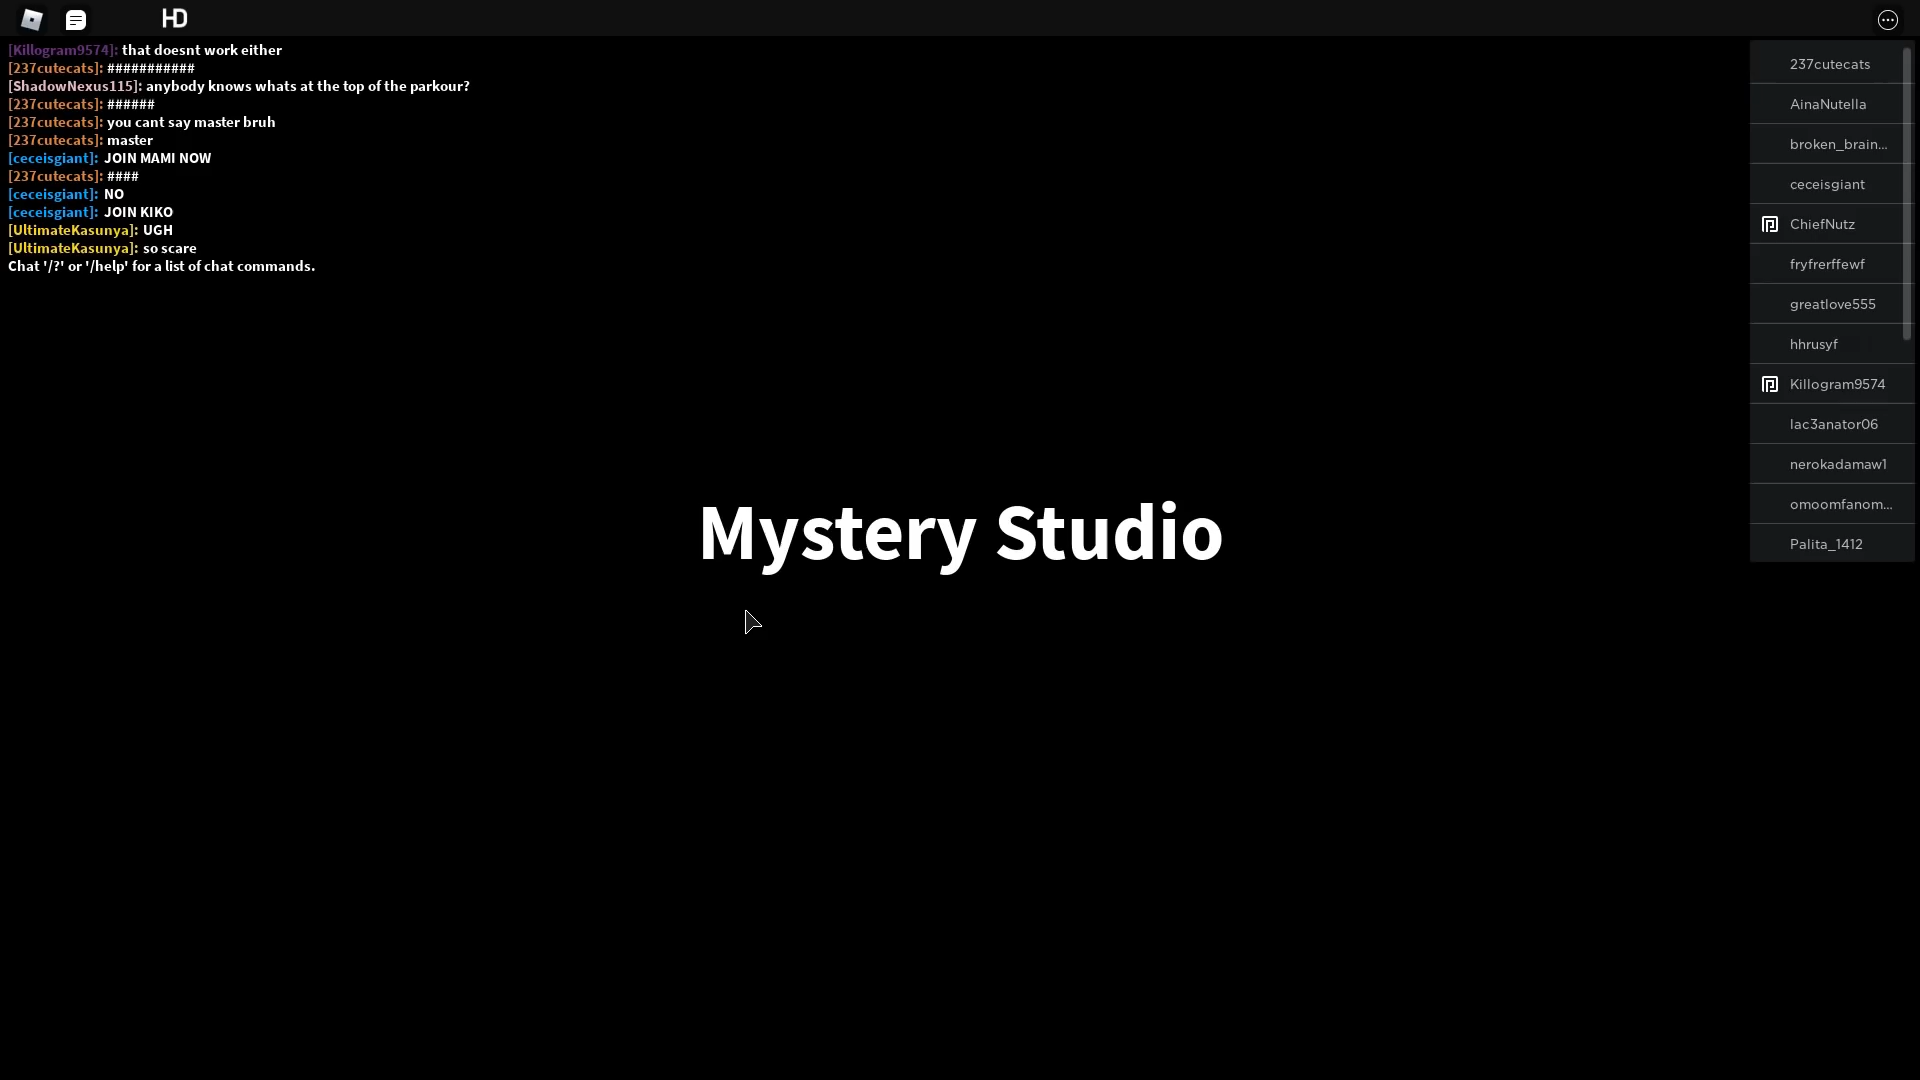 HD
[Killogram9574]: that doesnt work either
[237cutecats]: ###########
[ShadowNexus115]: anybody knows whats at the top of the parkour?
[237cutecats]: ######
[237cutecats]: you cant say master bruh
[237cutecats]: master
[ceceisgiant]: JOIN MAMI NOW
[237cutecats]: ####
[ceceisgiant]: NO
[ceceisgiant]: JOIN KIKO
[UltimateKasunya]: UGH
[UltimateKasunya]: so scare
Chat '/?' or '/help' for a list of chat commands.
237cutecats
AinaNutella
broken_brain...
ceceisgiant
ChiefNutz
fryfrerffewf
greatlove555
hhrusyf
Killogram9574
lac3anator06
nerokadamaw1
omoomfanom...
Palita_1412
Mystery Studio